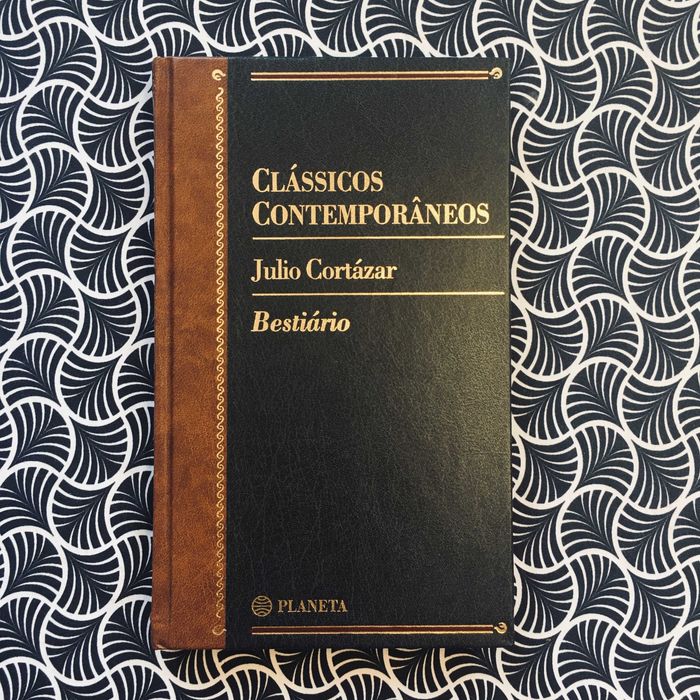 CLÁSSICOS
CONTEMPORÂNEOS
Julio Cortázar
Bestiário
PLANETA